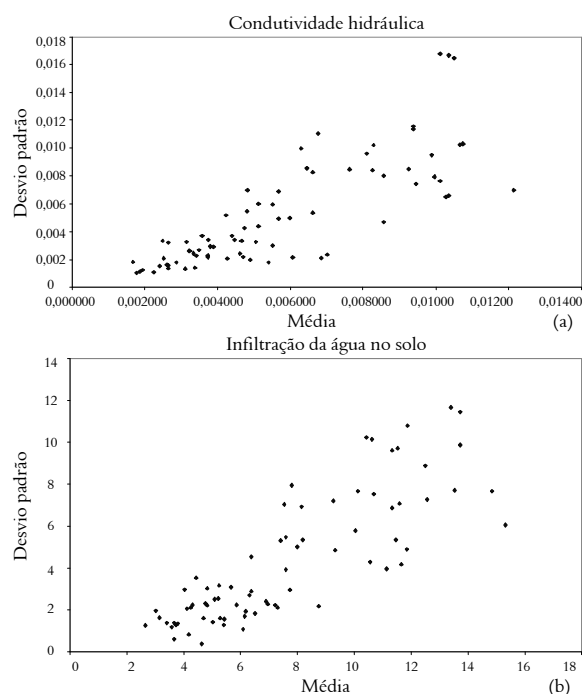 Condutividade hidráulica
Desvio padrão
0,018
0,016
0,014
0,012
0,010
0,008
0,006
0,004
0,002
0
0,000000 0,002000 0,004000 0,006000 0,008000 0,01000 0,01200 0,01400
Média
(a)
Infiltração da água no solo
Desvio padrão
14
12
10
8
6
4
2
0
0 2 4 6 8 10 12 14 16 18
Média
(b)